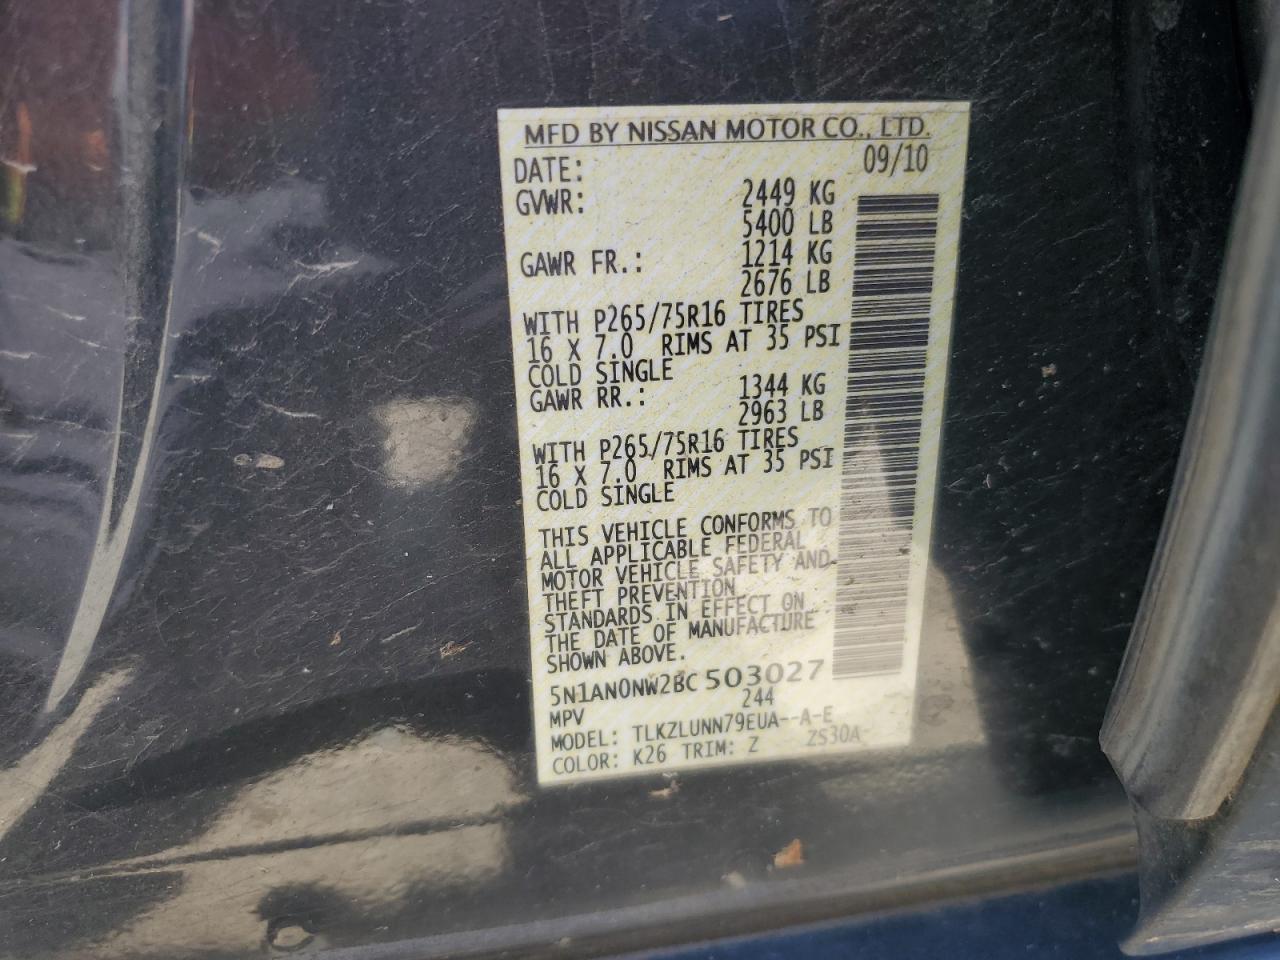 MFD BY NISSAN MOTOR CO., LTD.
DATE: 09/10
GVWR: 2449 KG
5400 LB
GAWR FR.: 1214 KG
2676 LB
WITH P265/75R16 TIRES
16 X 7.0 RIMS AT 35 PSI
COLD SINGLE
GAWR RR.: 1344 KG
2963 LB
WITH P265/75R16 TIRES
16 X 7.0 RIMS AT 35 PSI
COLD SINGLE
THIS VEHICLE CONFORMS TO
ALL APPLICABLE FEDERAL
MOTOR VEHICLE SAFETY AND
THEFT PREVENTION
STANDARDS IN EFFECT ON
THE DATE OF MANUFACTURE
SHOWN ABOVE.
5N1AN0NW2BC503027
MPV 244
MODEL: TLKZLUNN79EUA--A-E
COLOR: K26 TRIM: Z ZS30A